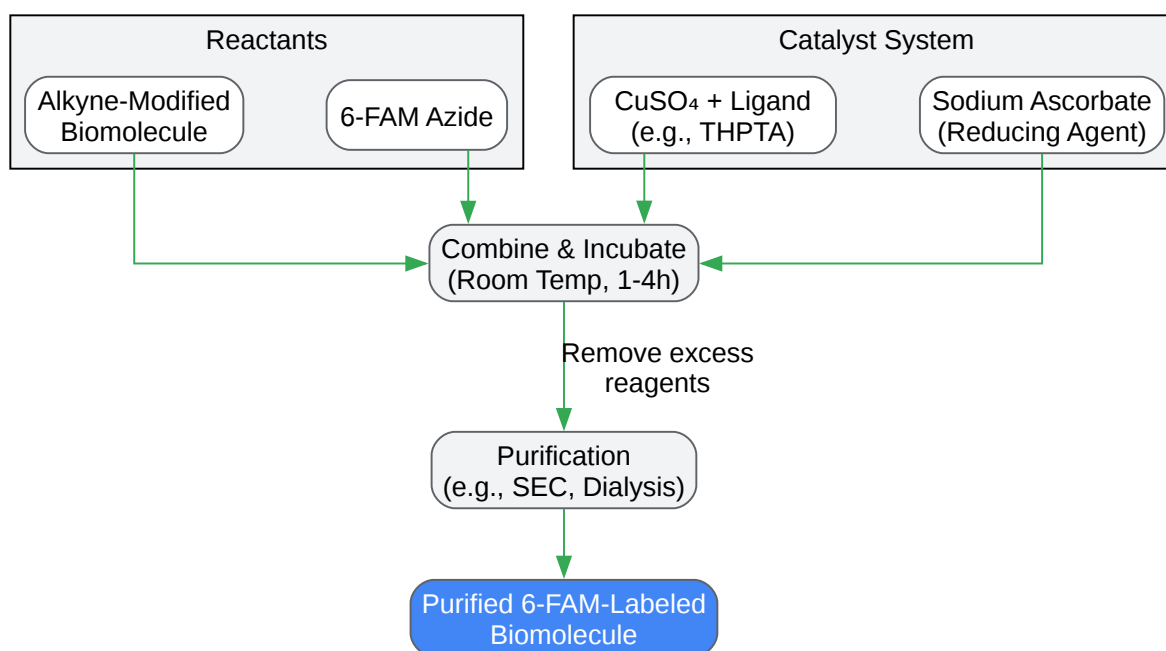 Reactants
Catalyst System
Alkyne-Modified
Biomolecule
6-FAM Azide
CuSO₄ + Ligand
(e.g., THPTA)
Sodium Ascorbate
(Reducing Agent)
Combine & Incubate
(Room Temp, 1-4h)
Remove excess
reagents
Purification
(e.g., SEC, Dialysis)
Purified 6-FAM-Labeled
Biomolecule